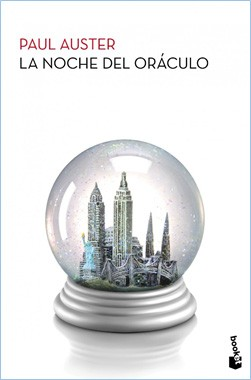 PAUL AUSTER
LA NOCHE DEL ORÁCULO
booket